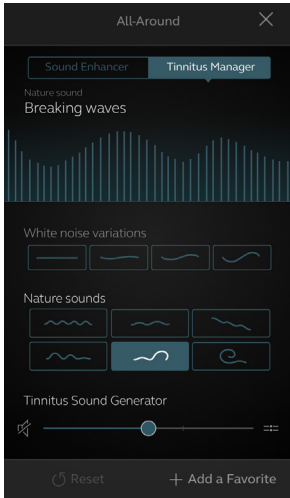 All-Around
Sound Enhancer
Tinnitus Manager
Nature sound
Breaking waves
White noise variations
Nature sounds
Tinnitus Sound Generator
Reset
+ Add a Favorite